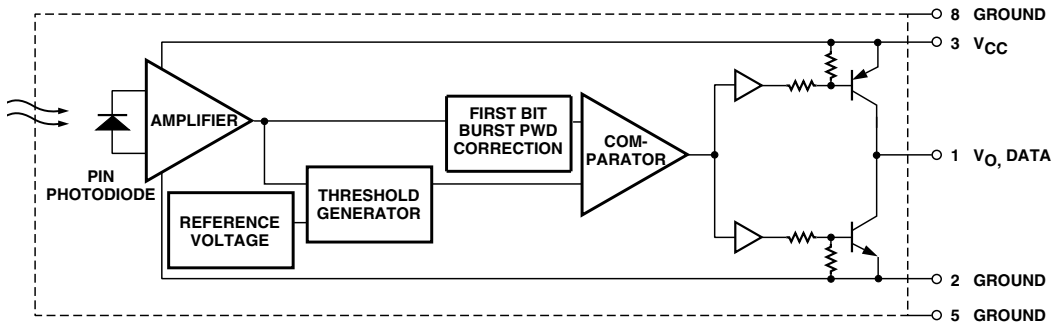 8 GROUND
3 VCC
AMPLIFIER
FIRST BIT
BURST PWD
CORRECTION
COM-
PARATOR
1 VO, DATA
PIN
PHOTODIODE
THRESHOLD
GENERATOR
REFERENCE
VOLTAGE
2 GROUND
5 GROUND